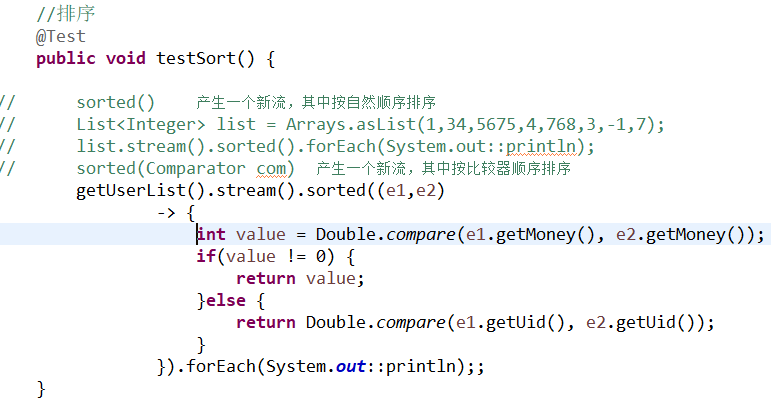 //排序
@Test
public void testSort() {
//      sorted()    产生一个新流，其中按自然顺序排序
//      List<Integer> list = Arrays.asList(1,34,5675,4,768,3,-1,7);
//      list.stream().sorted().forEach(System.out::println);
//      sorted(Comparator com)  产生一个新流，其中按比较器顺序排序
getUserList().stream().sorted((e1,e2)
-> {
int value = Double.compare(e1.getMoney(), e2.getMoney());
if(value != 0) {
return value;
}else {
return Double.compare(e1.getUid(), e2.getUid());
}
}).forEach(System.out::println);;
}